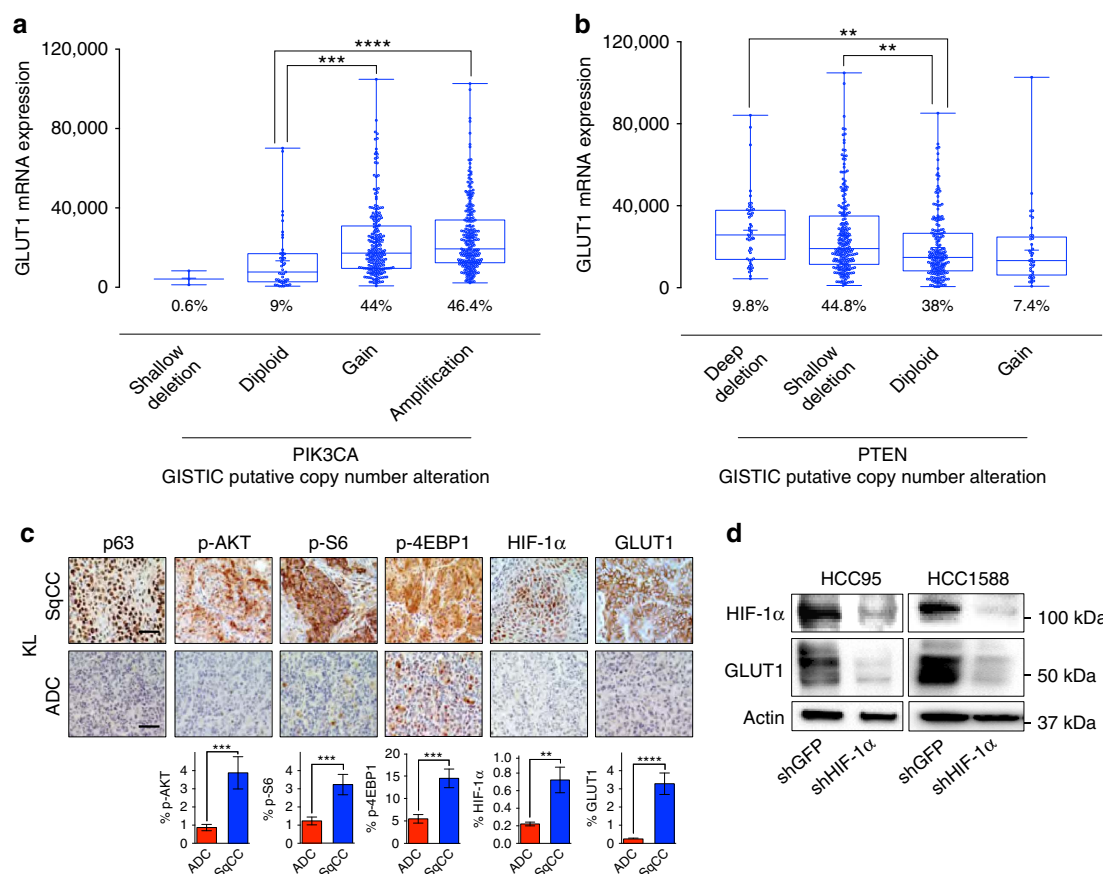 a
120,000
80,000
40,000
0
GLUT1 mRNA expression
****
***
0.6% 9% 44% 46.4%
Shallow deletion
Diploid
Gain
Amplification
PIK3CA
GISTIC putative copy number alteration
b
120,000
80,000
40,000
0
GLUT1 mRNA expression
**
**
9.8% 44.8% 38% 7.4%
Deep deletion
Shallow deletion
Diploid
Gain
PTEN
GISTIC putative copy number alteration
c
p63 p-AKT p-S6 p-4EBP1 HIF-1α GLUT1
KL
SqCC
ADC
% p-AKT
4
3
2
1
0
***
ADC
SqCC
% p-S6
4
3
2
1
0
***
ADC
SqCC
% p-4EBP1
20
15
10
5
0
***
ADC
SqCC
% HIF-1α
1.0
0.8
0.6
0.4
0.2
0.0
**
ADC
SqCC
% GLUT1
4
3
2
1
0
****
ADC
SqCC
d
HCC95 HCC1588
HIF-1α
100 kDa
GLUT1
50 kDa
Actin
37 kDa
shGFP
shHIF-1α
shGFP
shHIF-1α